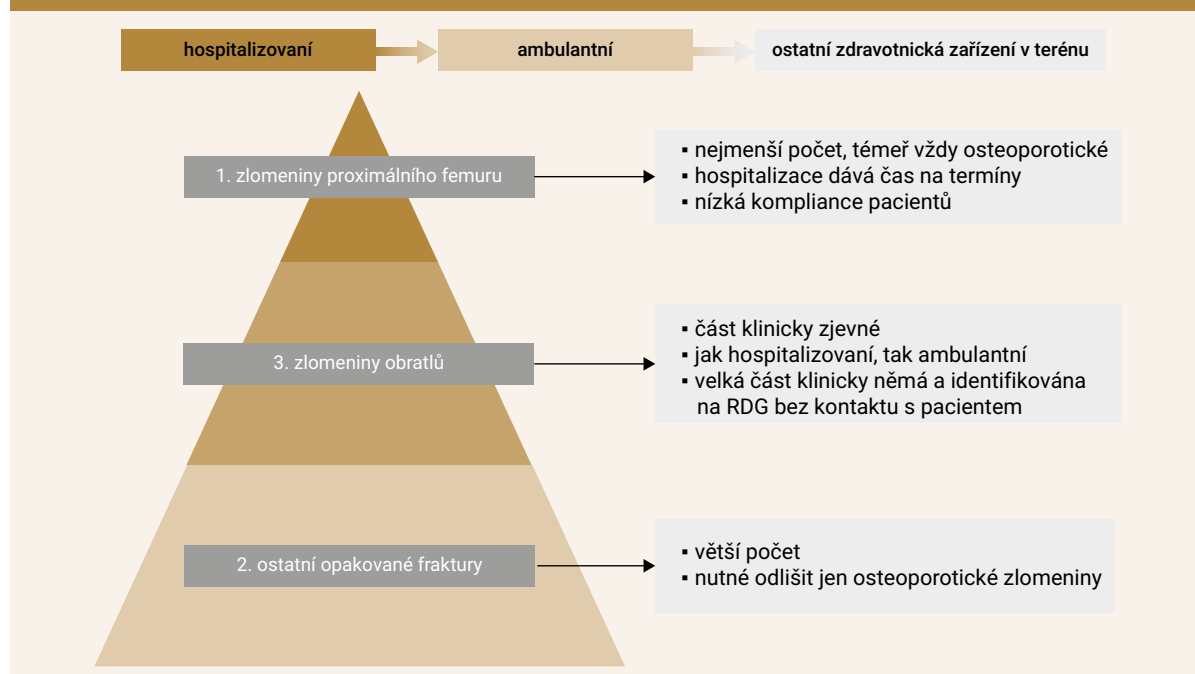 hospitalizovaní
ambulantní
ostatní zdravotnická zařízení v terénu
1. zlomeniny proximálního femuru
▪ nejmenší počet, témeř vždy osteoporotické
▪ hospitalizace dává čas na termíny
▪ nízká kompliance pacientů
3. zlomeniny obratlů
▪ část klinicky zjevné
▪ jak hospitalizovaní, tak ambulantní
▪ velká část klinicky němá a identifikována
na RDG bez kontaktu s pacientem
2. ostatní opakované fraktury
▪ větší počet
▪ nutné odlišit jen osteoporotické zlomeniny